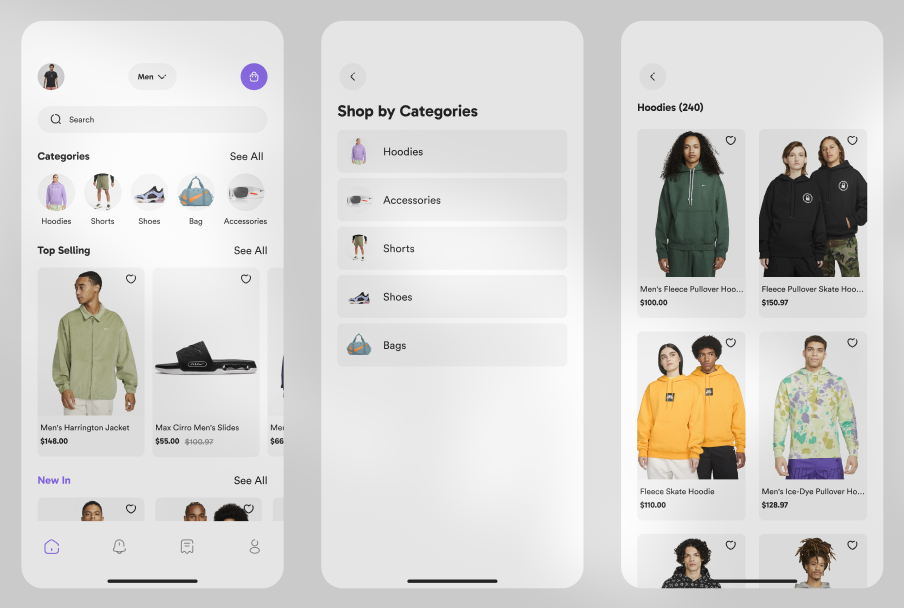 Men
Search
Categories
See All
Hoodies
Shorts
Shoes
Bag
Accessories
Top Selling
See All
Men's Harrington Jacket
$148.00
Max Cirro Men's Slides
$55.00 $100.97
Me
$66
New In
See All
Shop by Categories
Hoodies
Accessories
Shorts
Shoes
Bags
Hoodies (240)
Men's Fleece Pullover Hoo...
$100.00
Fleece Pullover Skate Hoo...
$150.97
Fleece Skate Hoodie
$110.00
Men's Ice-Dye Pullover Ho...
$128.97